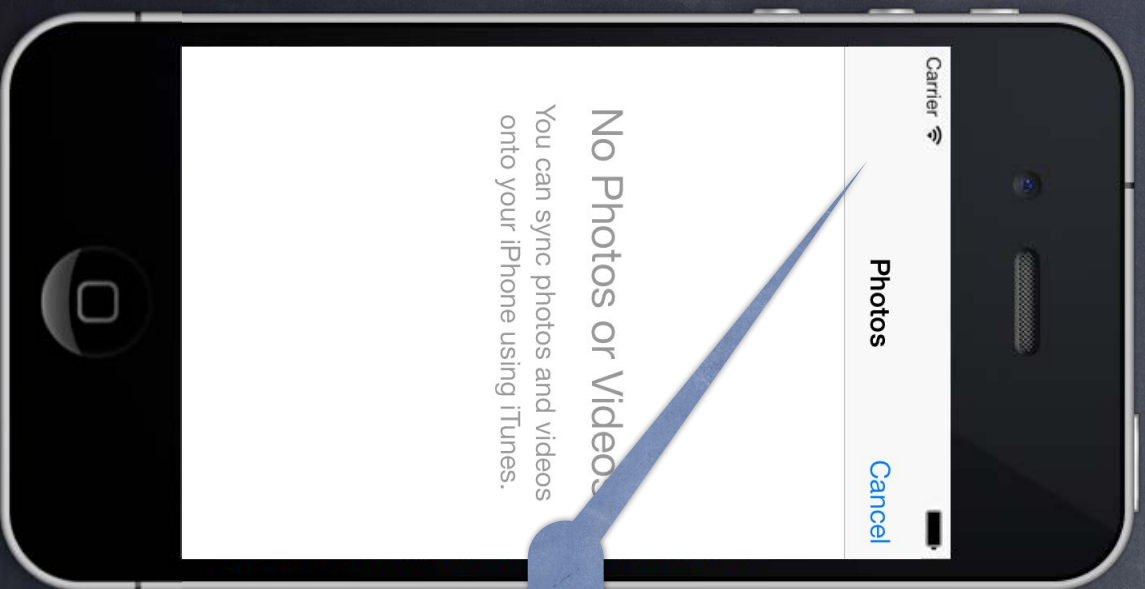 Carrier
Photos
Cancel
No Photos or Videos
You can sync photos and videos
onto your iPhone using iTunes.